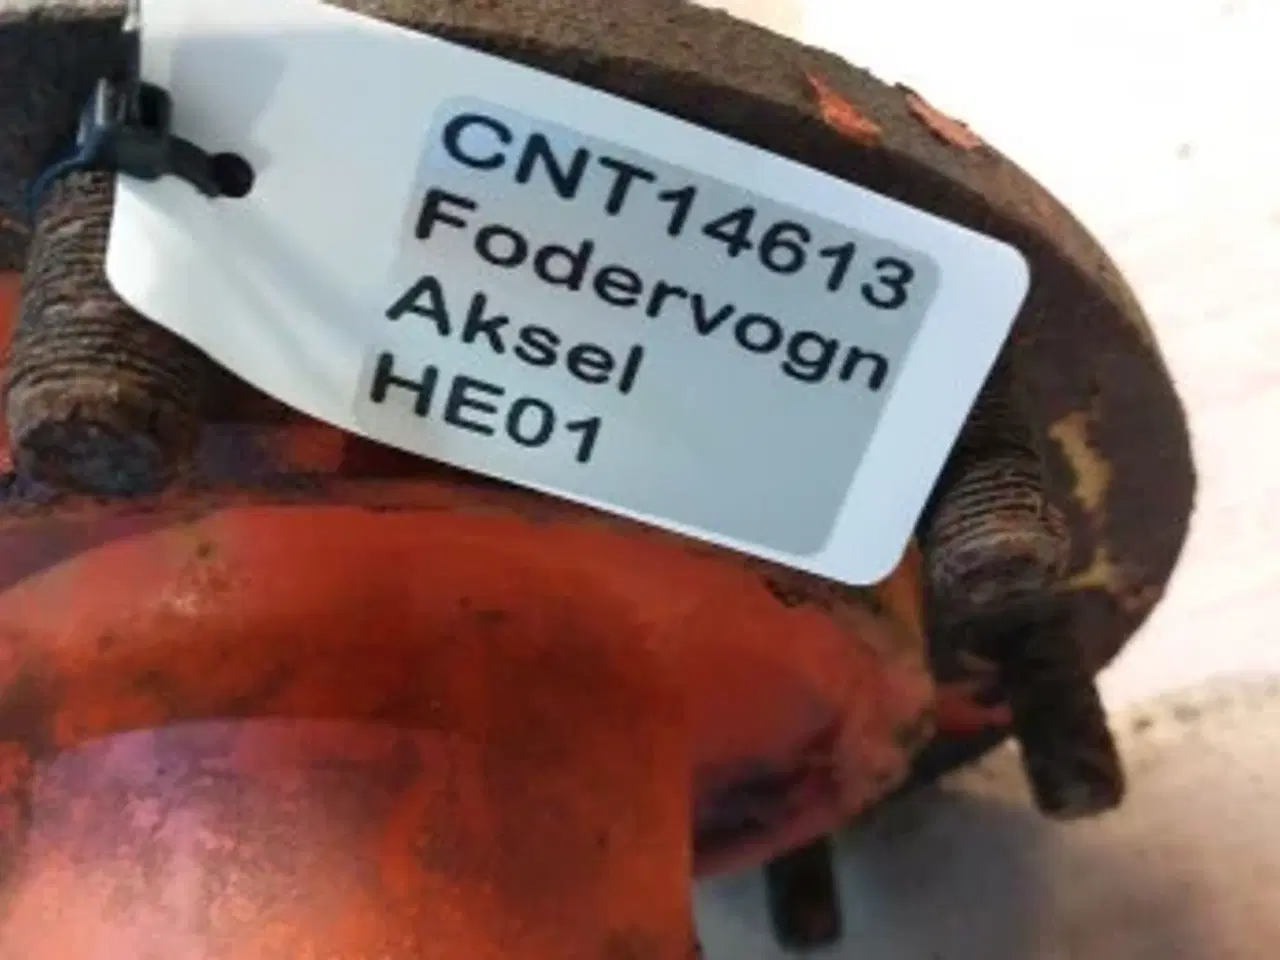 CNT14613
Fodervogn
Aksel
HE01